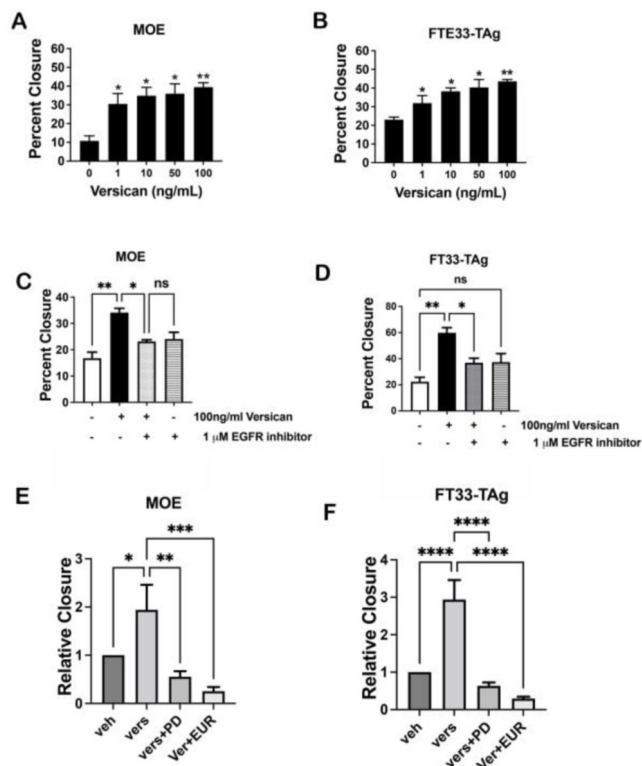 A
MOE
Percent Closure
60
50
40
30
20
10
0
* * * **
0 1 10 50 100
Versican (ng/mL)
B
FTE33-TAg
Percent Closure
60
50
40
30
20
10
0
* * * **
0 1 10 50 100
Versican (ng/mL)
C
MOE
Percent Closure
40
30
20
10
0
** * ns
- + + - 100ng/ml Versican
- - + + 1 μM EGFR inhibitor
D
FT33-TAg
ns
** *
Percent Closure
80
60
40
20
0
- + + - 100ng/ml Versican
- - + + 1 μM EGFR inhibitor
E
MOE
***
* **
Relative Closure
3
2
1
0
veh vers vers+PD Ver+EUR
F
FT33-TAg
****
**** ****
Relative Closure
4
3
2
1
0
veh vers vers+PD Ver+EUR